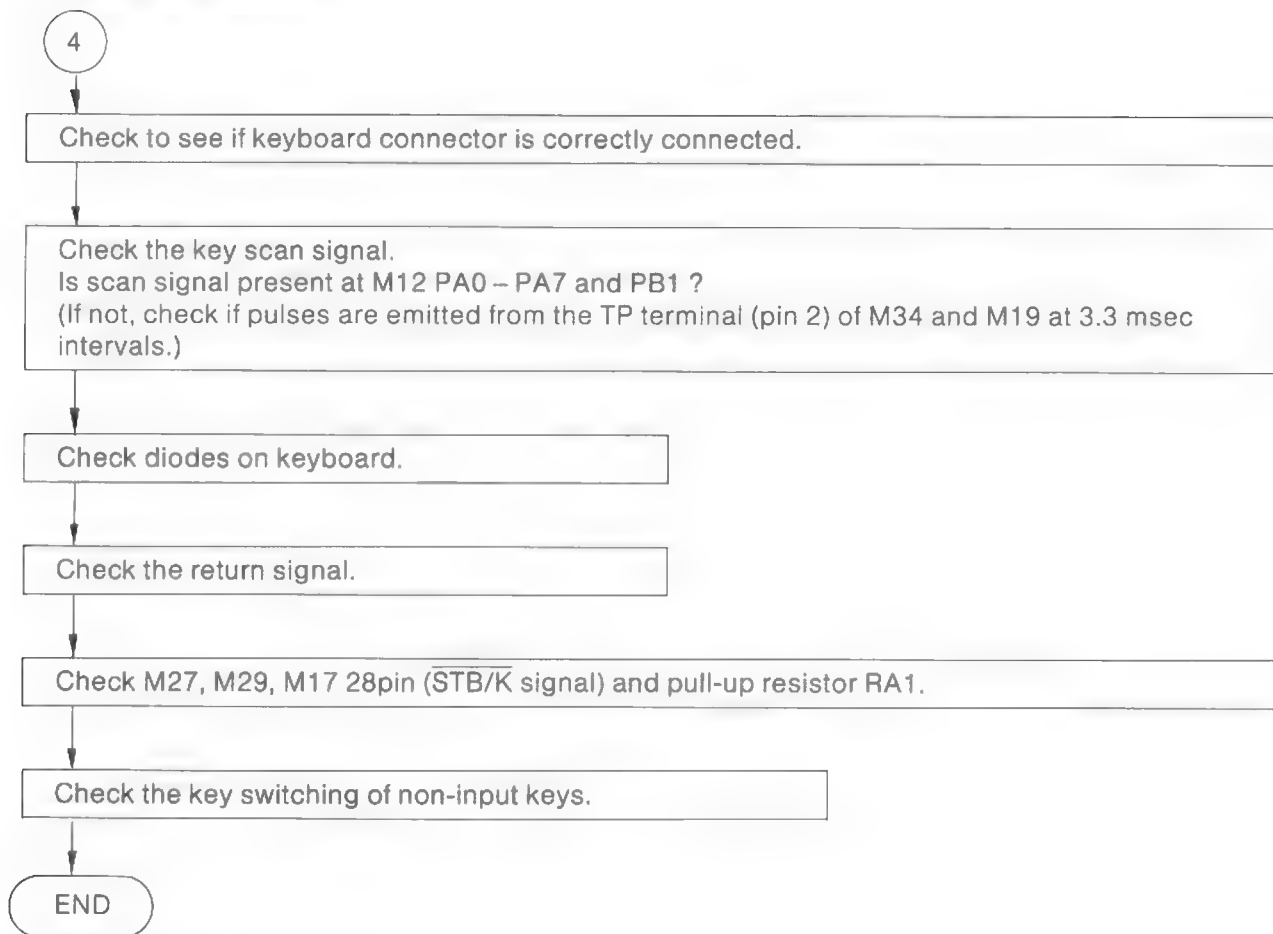 4
Check to see if keyboard connector is correctly connected.
Check the key scan signal.
Is scan signal present at M12 PA0 – PA7 and PB1 ?
(If not, check if pulses are emitted from the TP terminal (pin 2) of M34 and M19 at 3.3 msec
intervals.)
Check diodes on keyboard.
Check the return signal.
Check M27, M29, M17 28pin (S̅T̅B̅/̅K̅ signal) and pull-up resistor RA1.
Check the key switching of non-input keys.
END